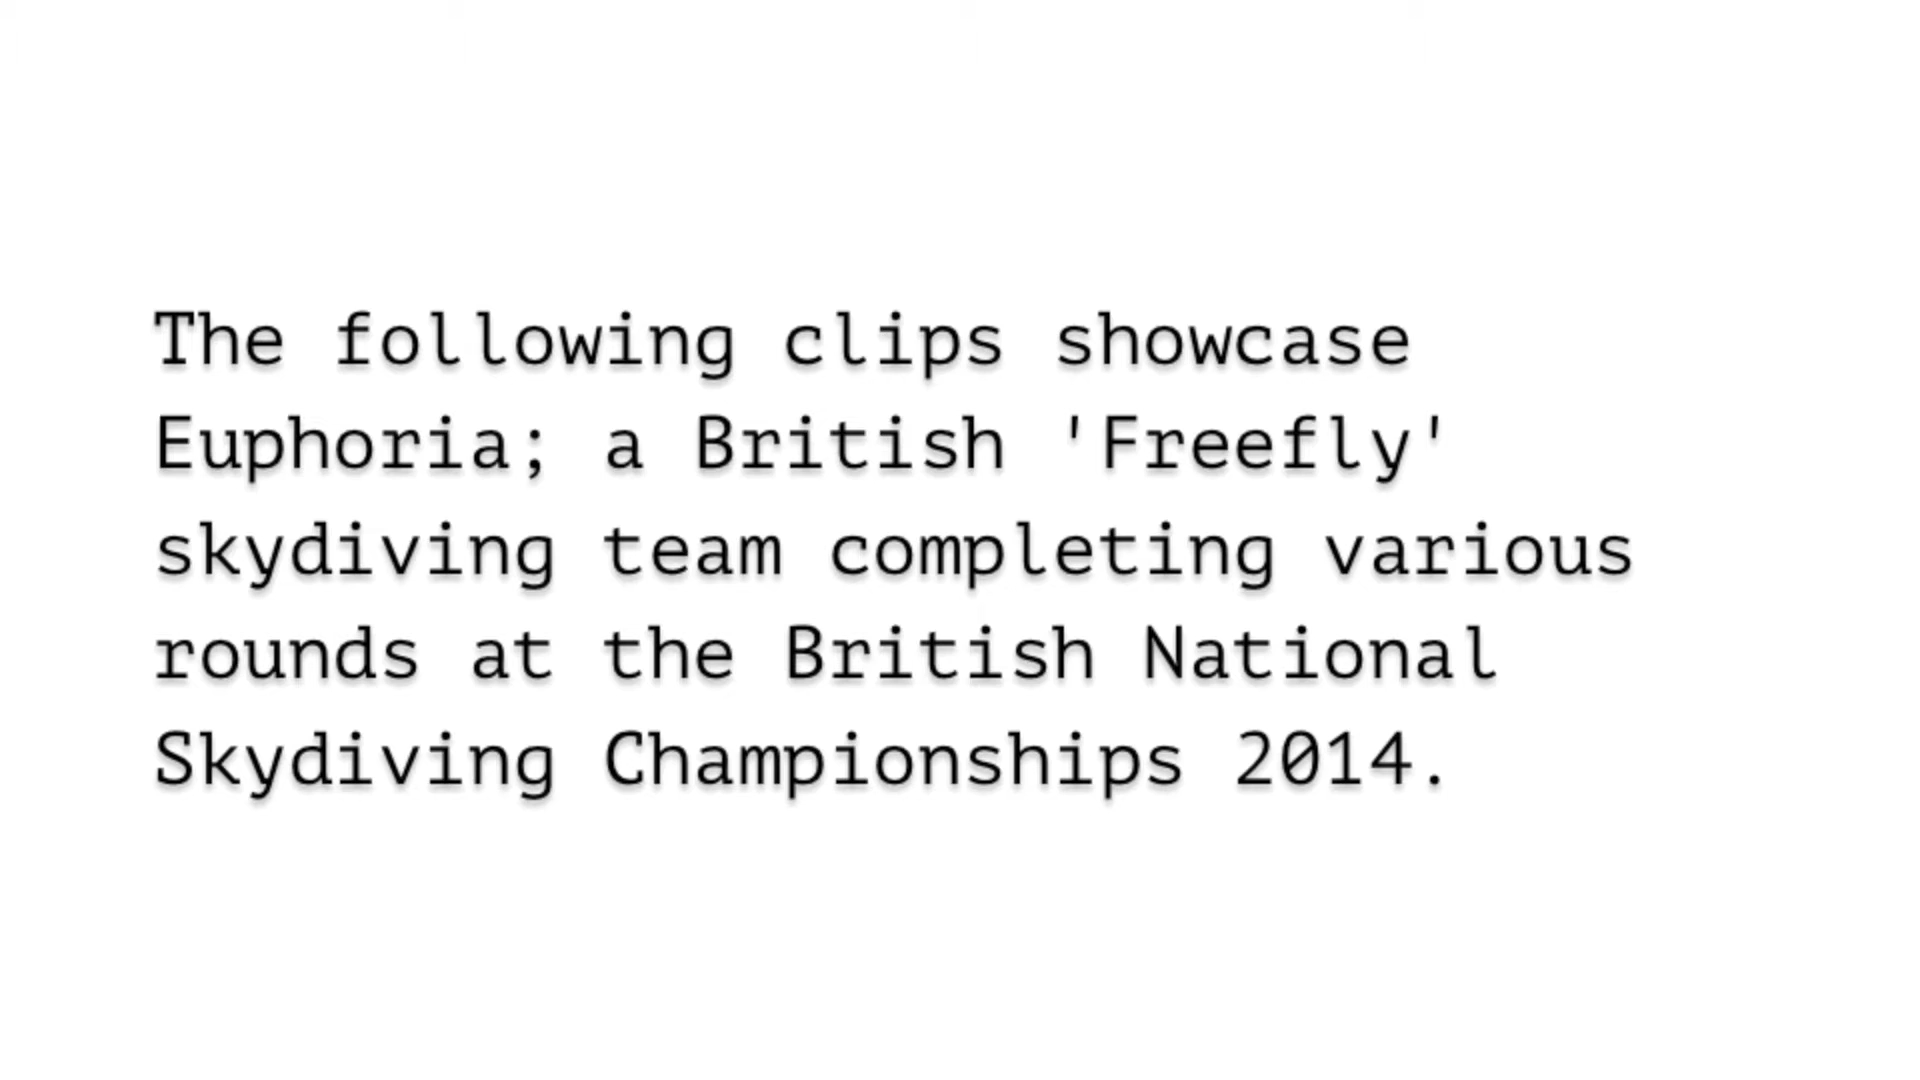 The following clips showcase
Euphoria; a British 'Freefly'
skydiving team completing various
rounds at the British National
Skydiving Championships 2014.